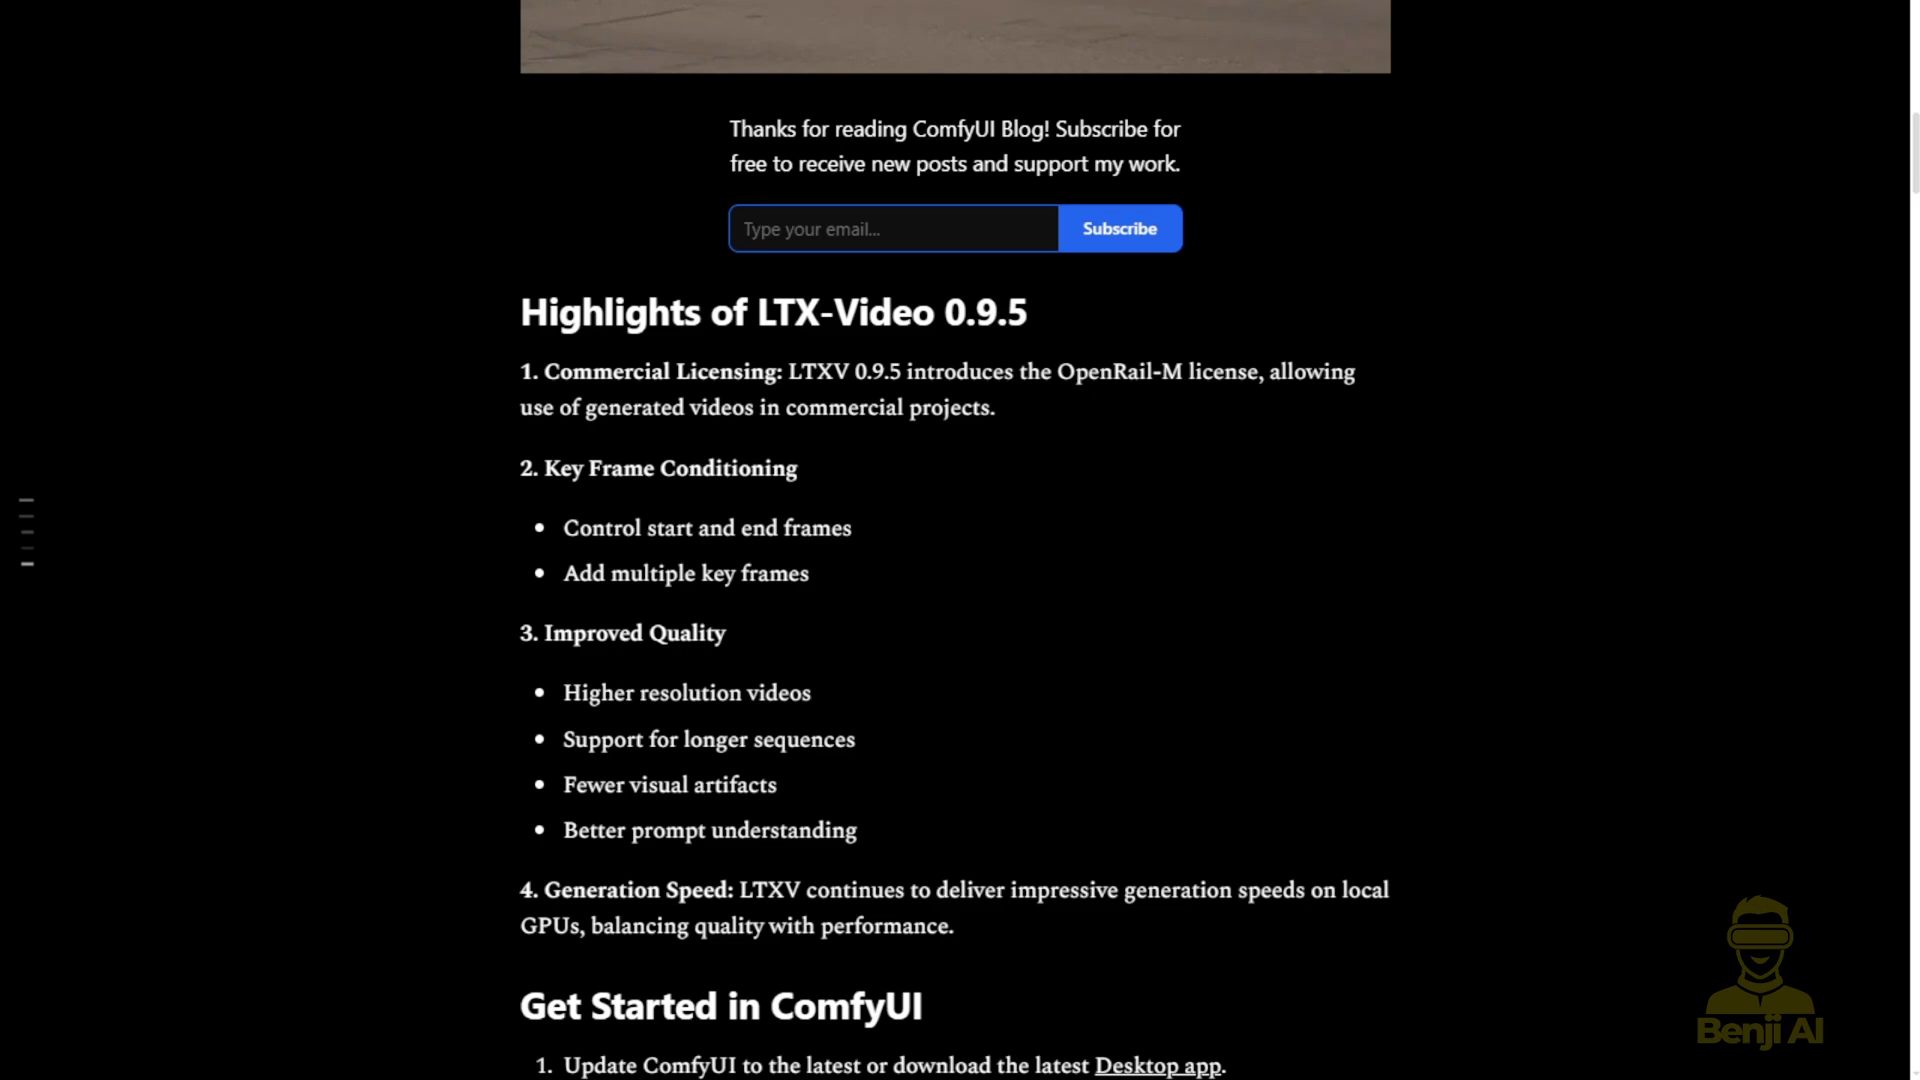 Thanks for reading ComfyUI Blog! Subscribe for
free to receive new posts and support my work.
Type your email...
Subscribe
Highlights of LTX-Video 0.9.5
1. Commercial Licensing: LTXV 0.9.5 introduces the OpenRail-M license, allowing
use of generated videos in commercial projects.
2. Key Frame Conditioning
• Control start and end frames
• Add multiple key frames
3. Improved Quality
• Higher resolution videos
• Support for longer sequences
• Fewer visual artifacts
• Better prompt understanding
4. Generation Speed: LTXV continues to deliver impressive generation speeds on local
GPUs, balancing quality with performance.
Get Started in ComfyUI
1. Update ComfyUI to the latest or download the latest Desktop app.
Benji AI